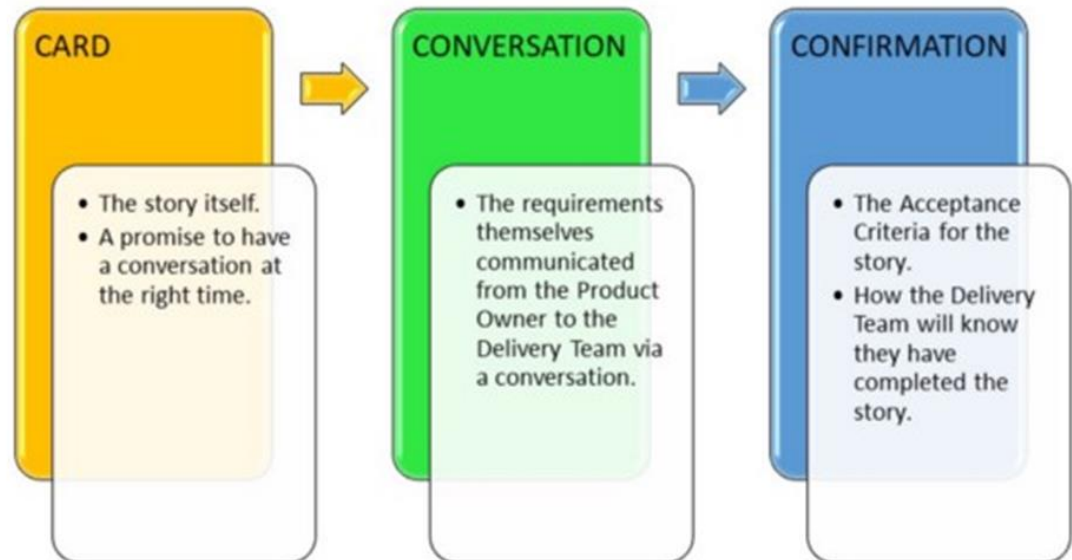 CARD
• The story itself.
• A promise to have
a conversation at
the right time.
CONVERSATION
• The requirements
themselves
communicated
from the Product
Owner to the
Delivery Team via
a conversation.
CONFIRMATION
• The Acceptance
Criteria for the
story.
• How the Delivery
Team will know
they have
completed the
story.